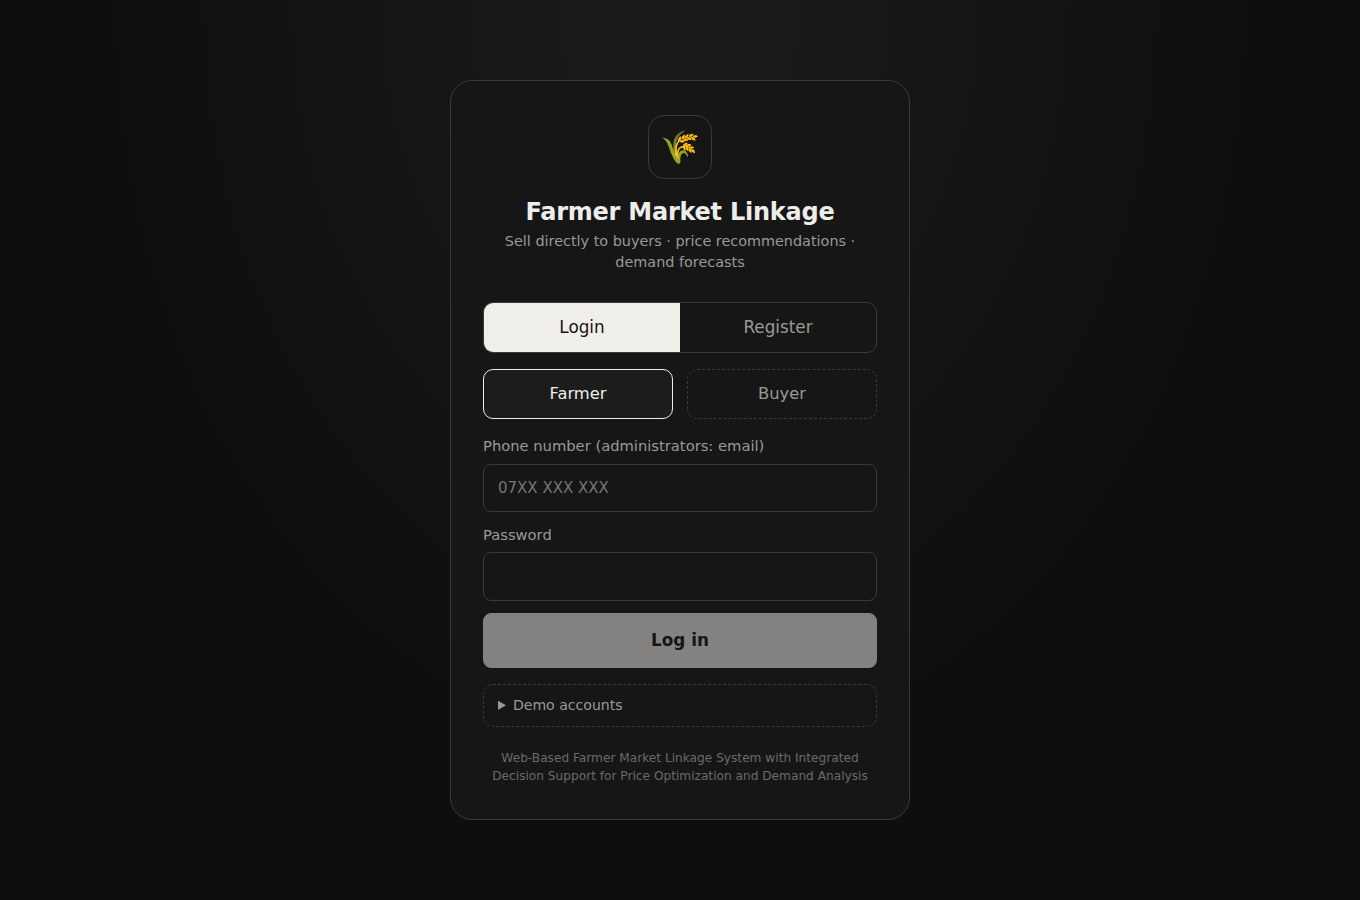 Farmer Market Linkage
Sell directly to buyers · price recommendations ·
demand forecasts
Login
Register
Farmer
Buyer
Phone number (administrators: email)
07XX XXX XXX
Password
Log in
Demo accounts
Web-Based Farmer Market Linkage System with Integrated
Decision Support for Price Optimization and Demand Analysis